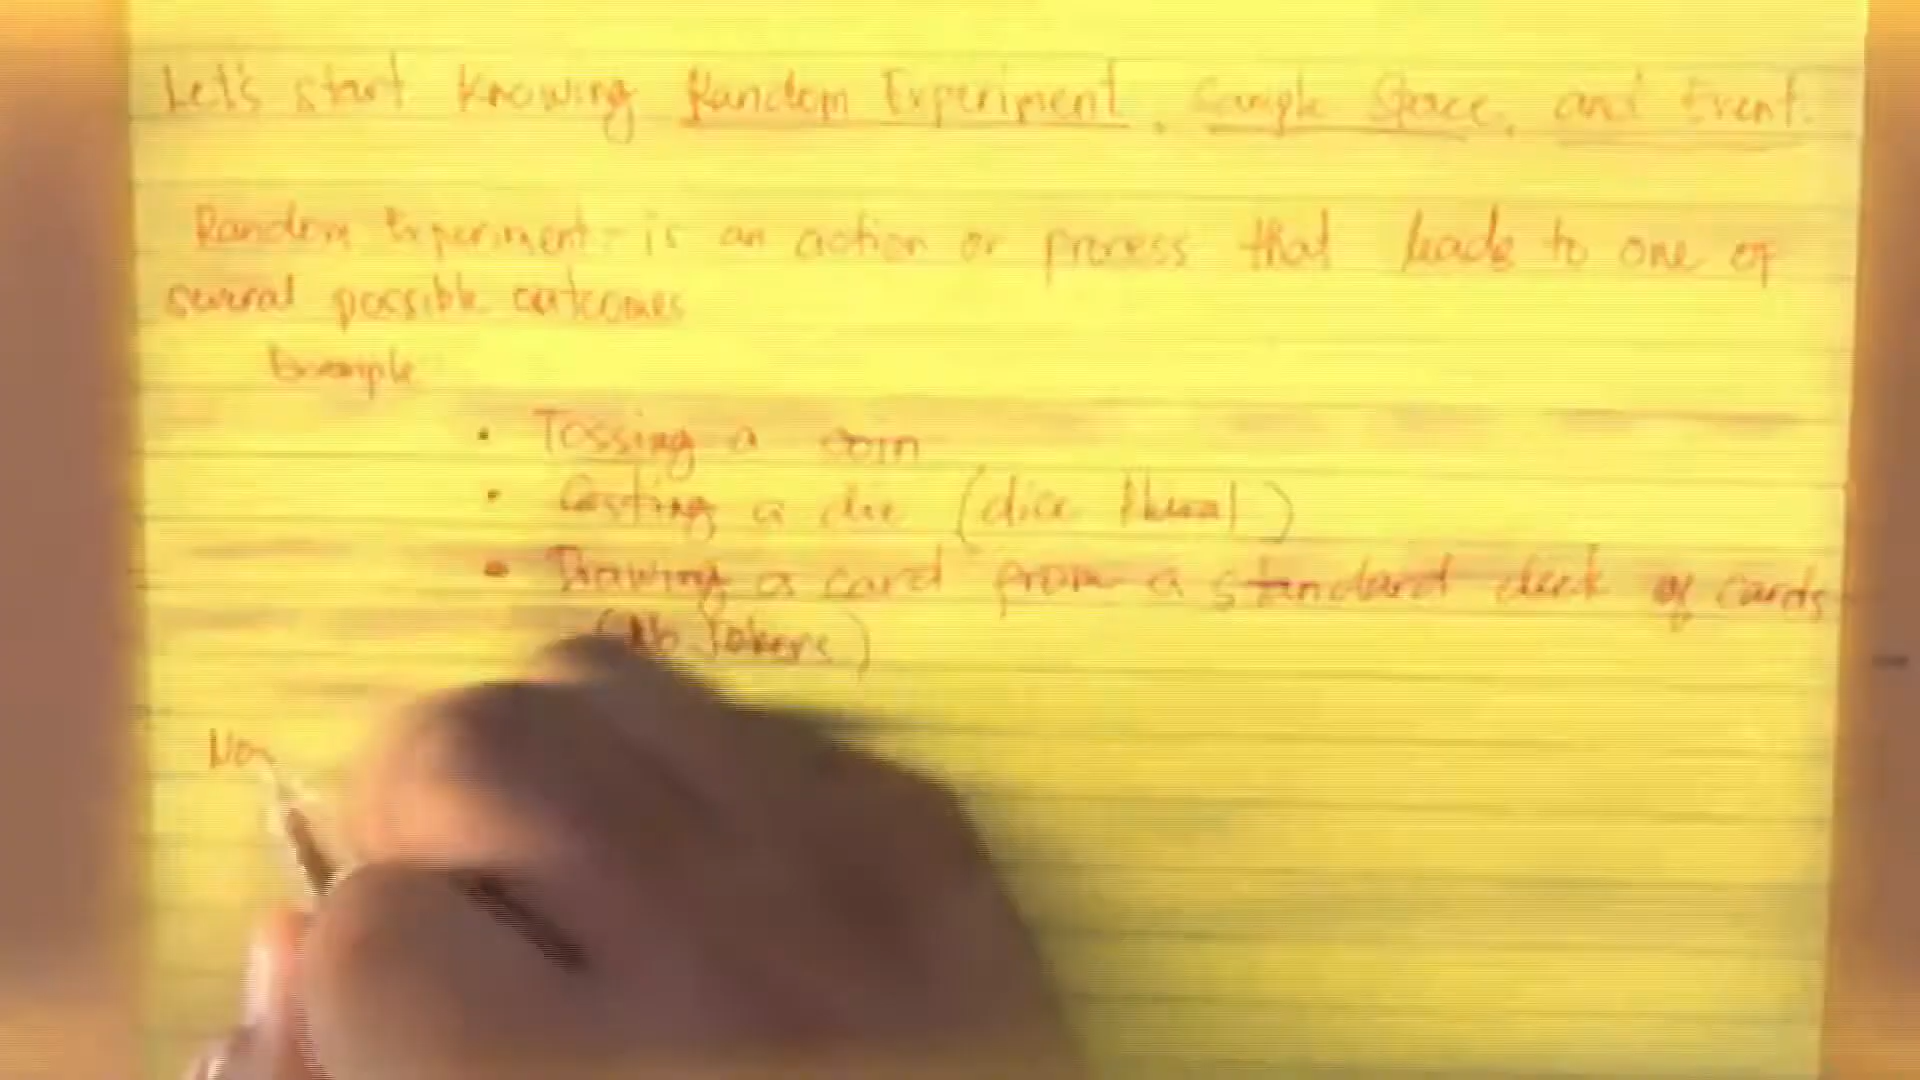 Let's start Knowing Random Experiment, Sample Space, and Event.
Random Experiment - is an action or process that leads to one of
several possible outcomes
Example
• Tossing a coin
• Casting a die (dice plural)
• Drawing a card from a standard deck of cards
(No Jokers)
No